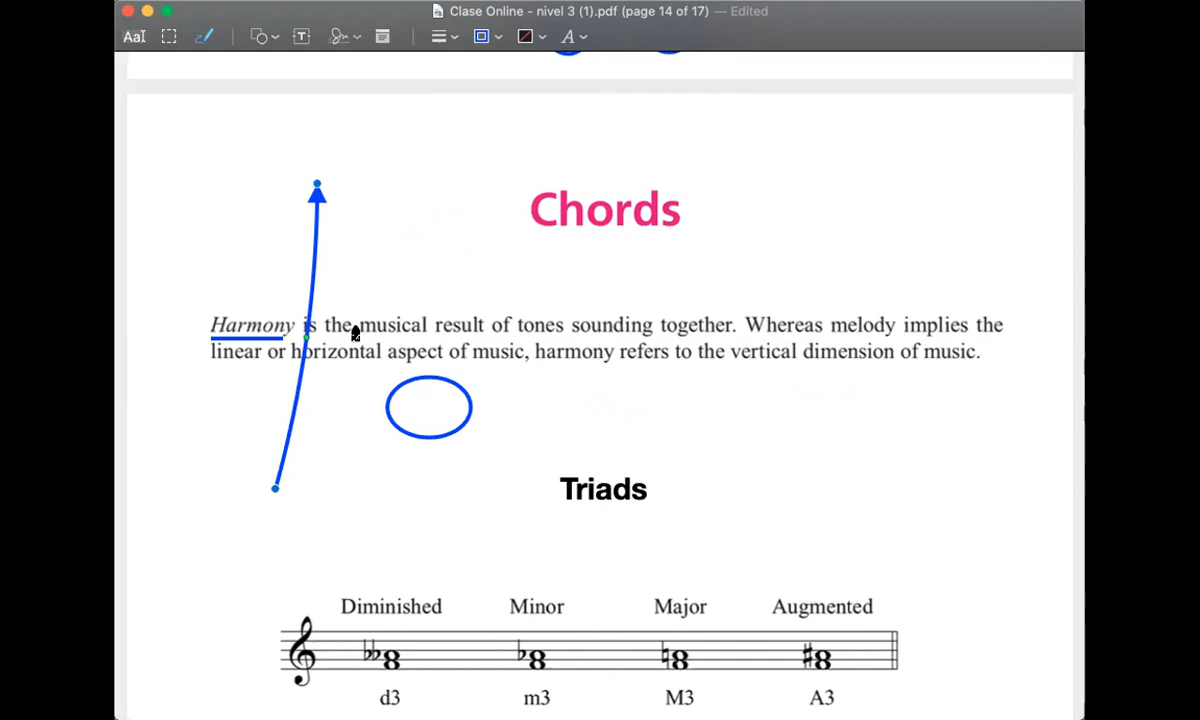 Clase Online - nivel 3 (1).pdf (page 14 of 17) — Edited
AaI T A
Chords
Harmony is the musical result of tones sounding together. Whereas melody implies the
linear or horizontal aspect of music, harmony refers to the vertical dimension of music.
Triads
Diminished Minor Major Augmented
d3 m3 M3 A3